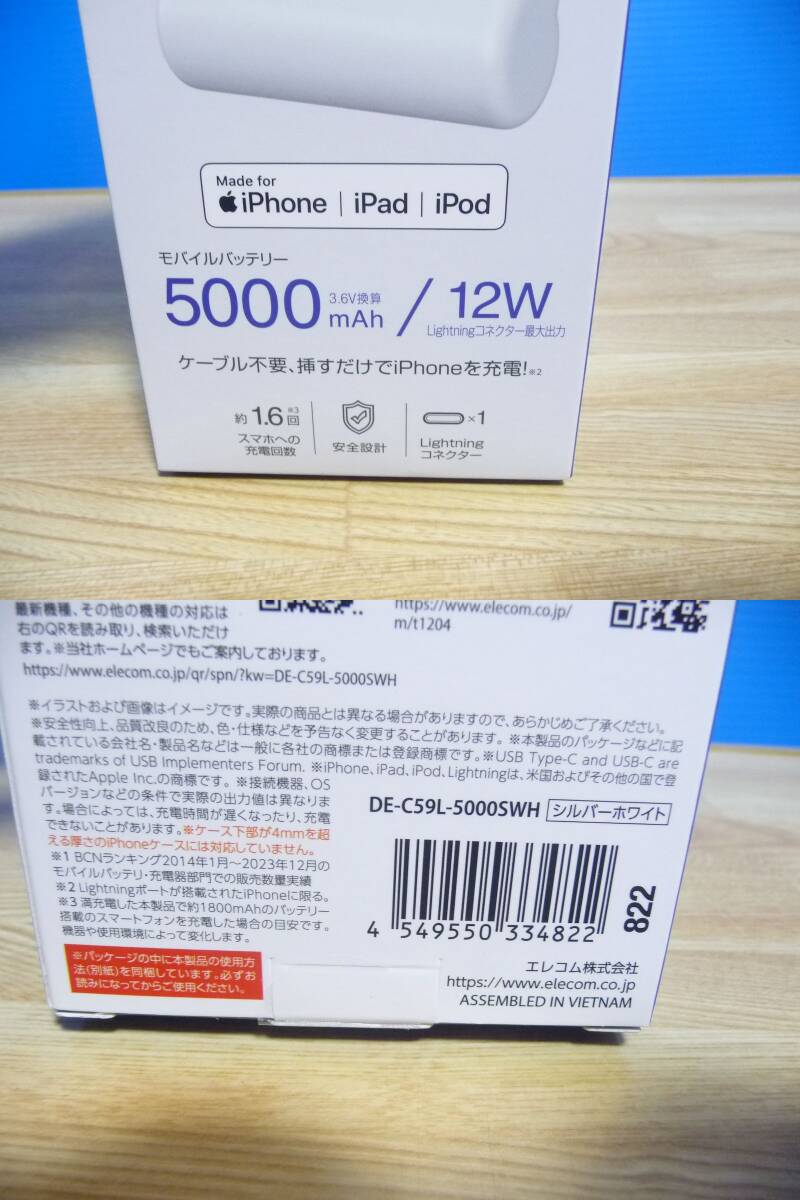 Made for
iPhone | iPad | iPod
モバイルバッテリー
5000 3.6V換算 mAh / 12W
Lightningコネクター最大出力
ケーブル不要、挿すだけでiPhoneを充電!※2
約1.6回※3
スマホへの
充電回数
安全設計
×1
Lightning
コネクター
最新機種、その他の機種の対応は
右のQRを読み取り、検索いただけ
ます。※当社ホームページでもご案内しております。
https://www.elecom.co.jp/qr/spn/?kw=DE-C59L-5000SWH
https://www.elecom.co.jp/
m/t1204
※イラストおよび画像はイメージです。実際の商品とは異なる場合がありますので、あらかじめご了承ください。
※安全性向上、品質改良のため、色・仕様などを予告なく変更することがあります。 ※本製品のパッケージなどに記
載されている会社名・製品名などは一般に各社の商標または登録商標です。※USB Type-C and USB-C are
trademarks of USB Implementers Forum. ※iPhone、iPad、iPod、Lightningは、米国およびその他の国で登
録されたApple Inc.の商標です。 ※接続機器、OS
バージョンなどの条件で実際の出力値は異なりま
す。場合によっては、充電時間が遅くなったり、充電
できないことがあります。※ケース下部が4mmを超
える厚さのiPhoneケースには対応していません。
※1 BCNランキング2014年1月~2023年12月の
モバイルバッテリ・充電器部門での販売数量実績
※2 Lightningポートが搭載されたiPhoneに限る。
※3 満充電した本製品で約1800mAhのバッテリー
搭載のスマートフォンを充電した場合の目安です。
機器や使用環境によって変化します。
※パッケージの中に本製品の使用方
法(別紙)を同梱しています。必ずお
読みになってからご使用ください。
DE-C59L-5000SWH シルバーホワイト
4 549550 334822
822
エレコム株式会社
https://www.elecom.co.jp
ASSEMBLED IN VIETNAM